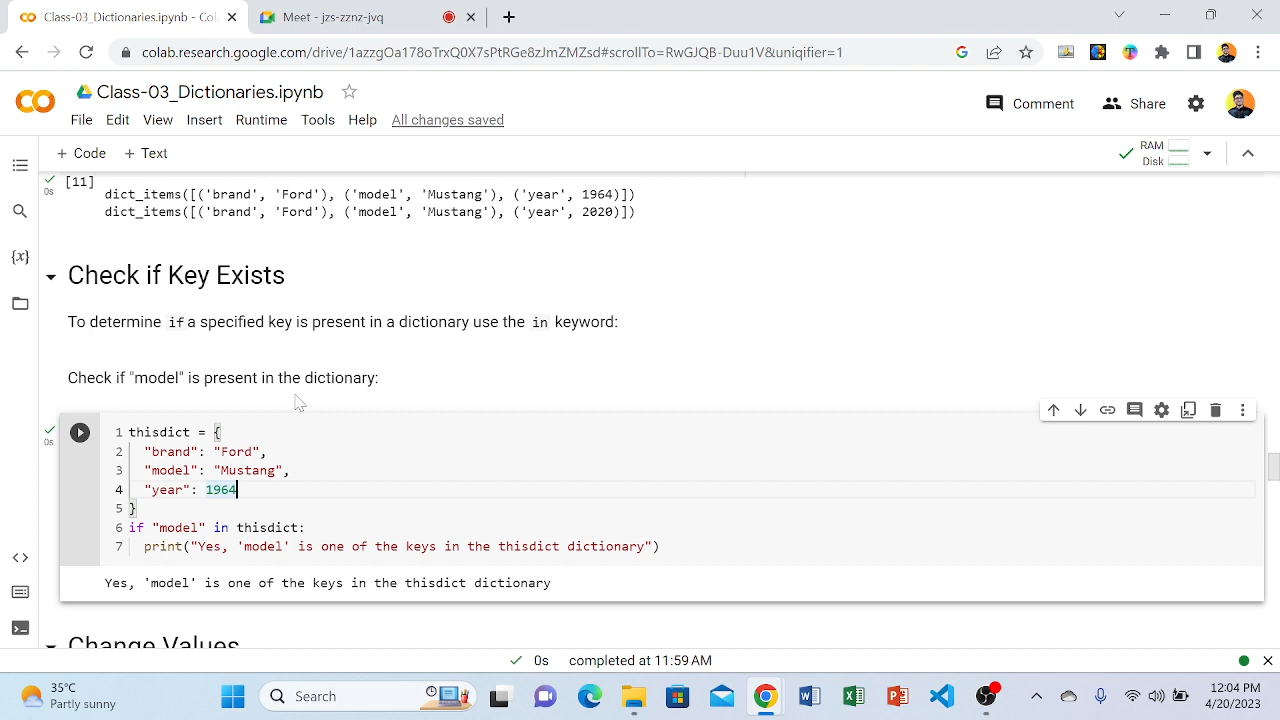 Class-03_Dictionaries.ipynb - Col
Meet - jzs-zznz-jvq
colab.research.google.com/drive/1azzgOa178oTrxQ0X7sPtRGe8zJmZMZsd#scrollTo=RwGJQB-Duu1V&uniqifier=1
Class-03_Dictionaries.ipynb
Comment
Share
File Edit View Insert Runtime Tools Help All changes saved
+ Code + Text
RAM
Disk
[11]
0s
dict_items([('brand', 'Ford'), ('model', 'Mustang'), ('year', 1964)])
dict_items([('brand', 'Ford'), ('model', 'Mustang'), ('year', 2020)])
{x}
Check if Key Exists
To determine if a specified key is present in a dictionary use the in keyword:
Check if "model" is present in the dictionary:
0s
1 thisdict = {
2 "brand": "Ford",
3 "model": "Mustang",
4 "year": 1964
5 }
6 if "model" in thisdict:
7 print("Yes, 'model' is one of the keys in the thisdict dictionary")
Yes, 'model' is one of the keys in the thisdict dictionary
Change Values
0s completed at 11:59 AM
35°C
Partly sunny
Search
12:04 PM
4/20/2023